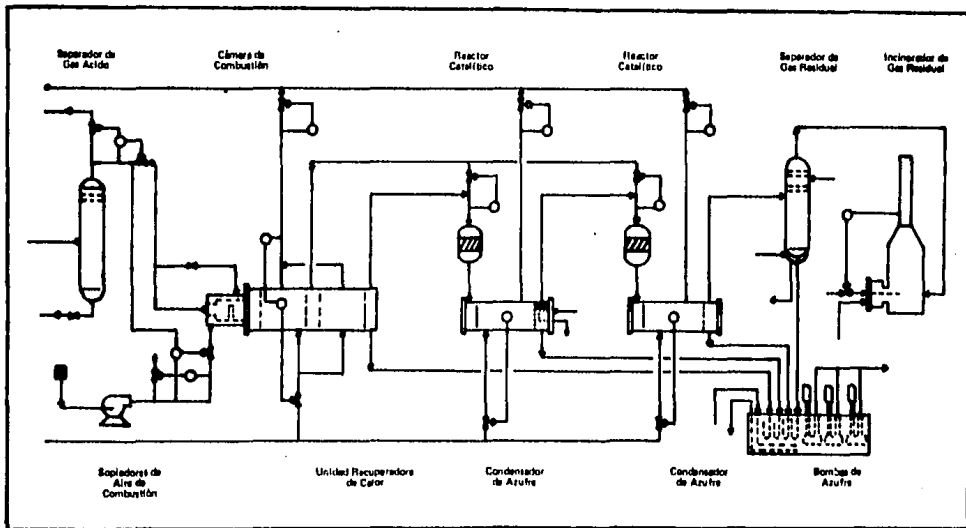 Separador de
Gas Acido
Cámara de
Combustión
Reactor
Catalítico
Reactor
Catalítico
Separador de
Gas Residual
Incinerador de
Gas Residual
Sopladores de
Aire de
Combustión
Unidad Recuperadora
de Calor
Condensador
de Azufre
Condensador
de Azufre
Bombas de
Azufre